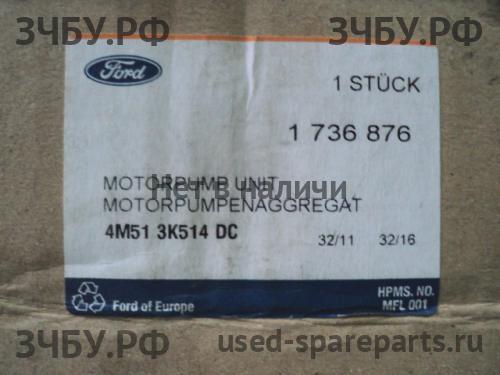 ЗЧБУ.РФ ЗЧБУ.РФ
Ford
1 STÜCK
1 736 876
MOTORPUMP UNIT
Нет в наличи
MOTORPUMPENAGGREGAT
4M51 3K514 DC 32/11 32/16
Ford of Europe
HPMS. NO.
MFL 001
ЗЧБУ.РФ used-spareparts.ru